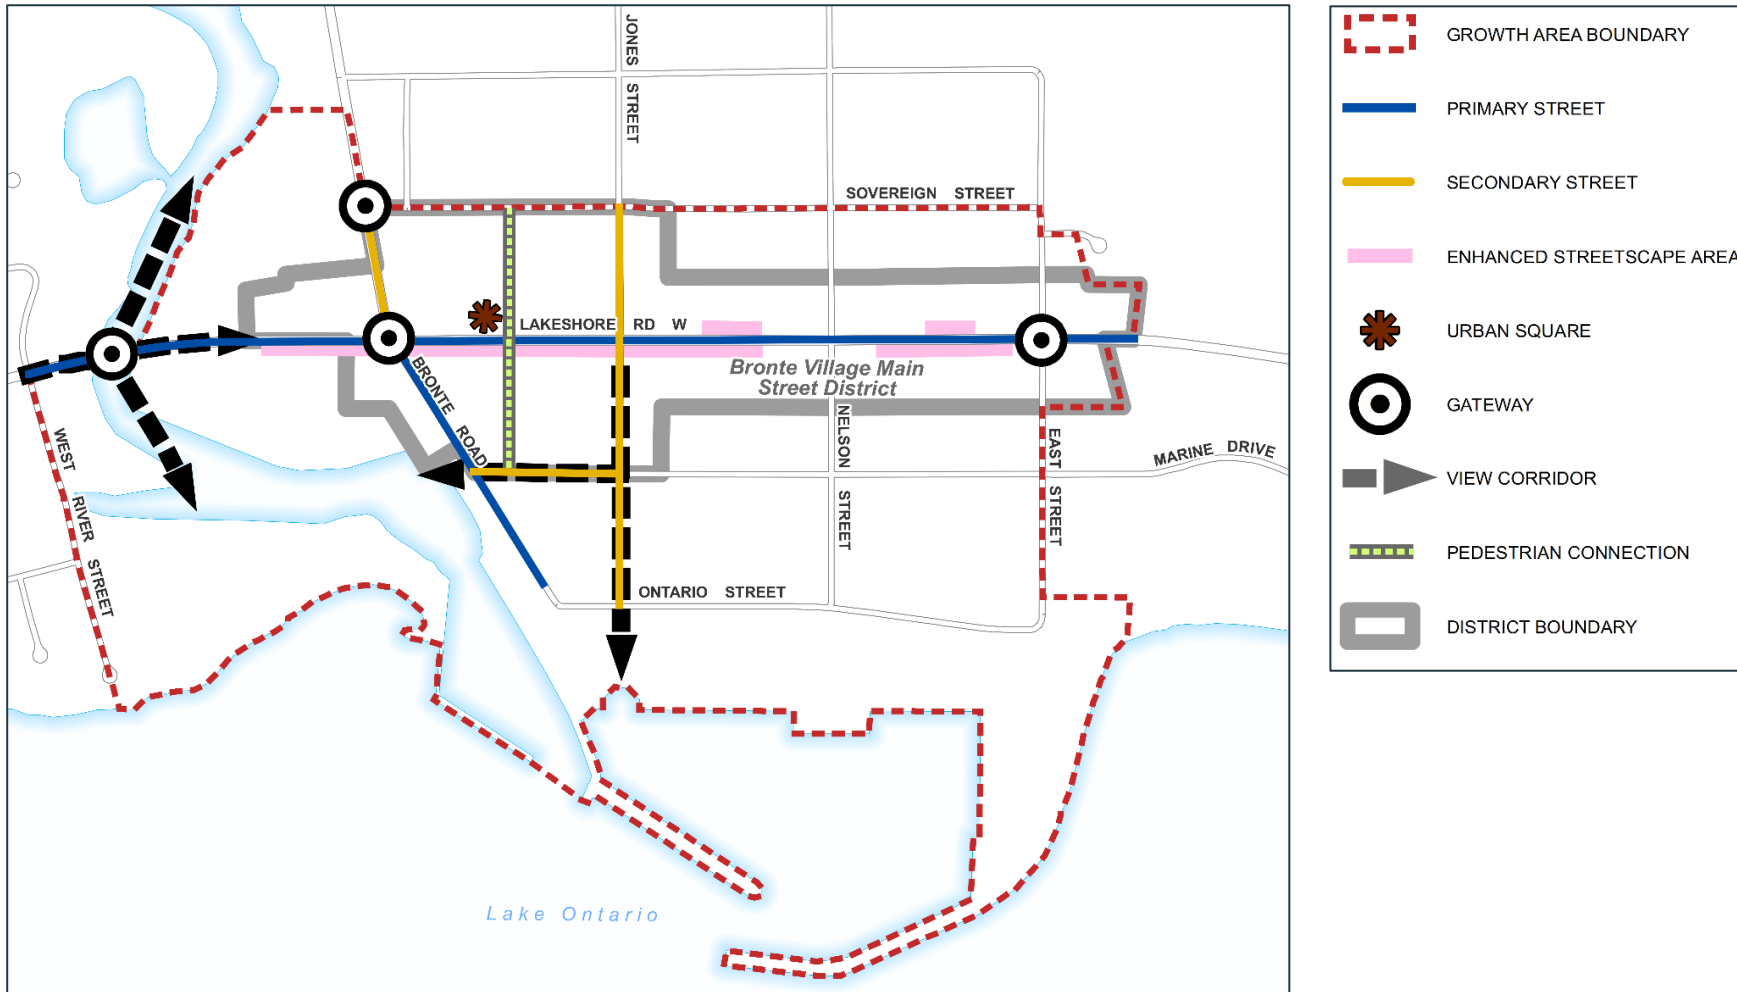 JONES STREET
SOVEREIGN STREET
LAKESHORE RD W
Bronte Village Main
Street District
BRONTE ROAD
NELSON STREET
EAST STREET
MARINE DRIVE
WEST RIVER STREET
ONTARIO STREET
Lake Ontario
GROWTH AREA BOUNDARY
PRIMARY STREET
SECONDARY STREET
ENHANCED STREETSCAPE AREA
URBAN SQUARE
GATEWAY
VIEW CORRIDOR
PEDESTRIAN CONNECTION
DISTRICT BOUNDARY